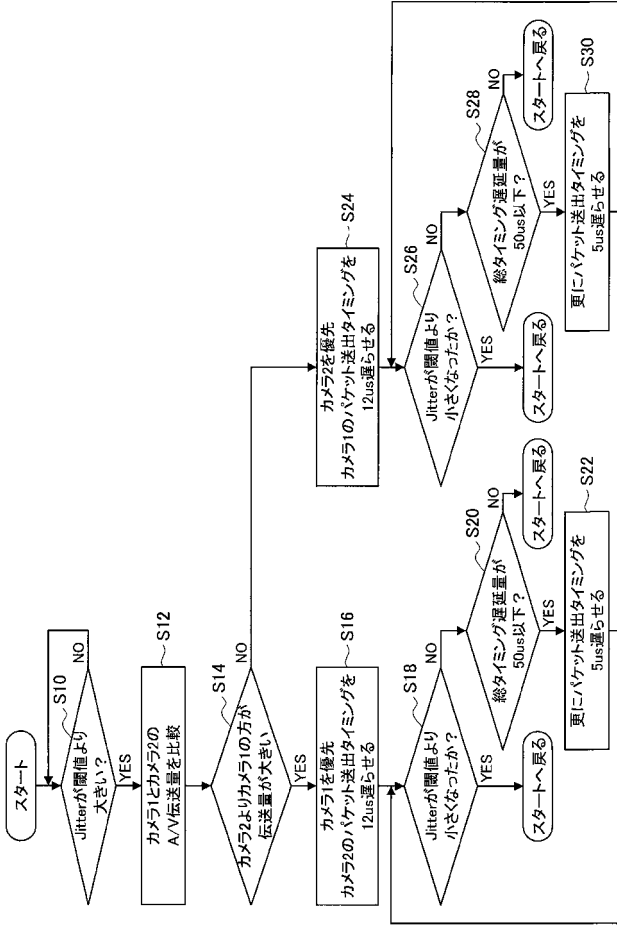 スタート
S10
Jitterが閾値より
大きい?
NO
YES
S12
カメラ1とカメラ2の
A/V伝送量を比較
S14
カメラ2よりカメラ1の方が
伝送量が大きい
NO
YES
S16
カメラ1を優先
カメラ2のパケット送出タイミングを
12us遅らせる
S18
Jitterが閾値より
小さくなったか?
NO
YES
スタートへ戻る
S20
総タイミング遅延量が
50us以下?
NO
スタートへ戻る
YES
S22
更にパケット送出タイミングを
5us遅らせる
S24
カメラ2を優先
カメラ1のパケット送出タイミングを
12us遅らせる
S26
Jitterが閾値より
小さくなったか?
NO
YES
スタートへ戻る
S28
総タイミング遅延量が
50us以下?
NO
スタートへ戻る
YES
S30
更にパケット送出タイミングを
5us遅らせる